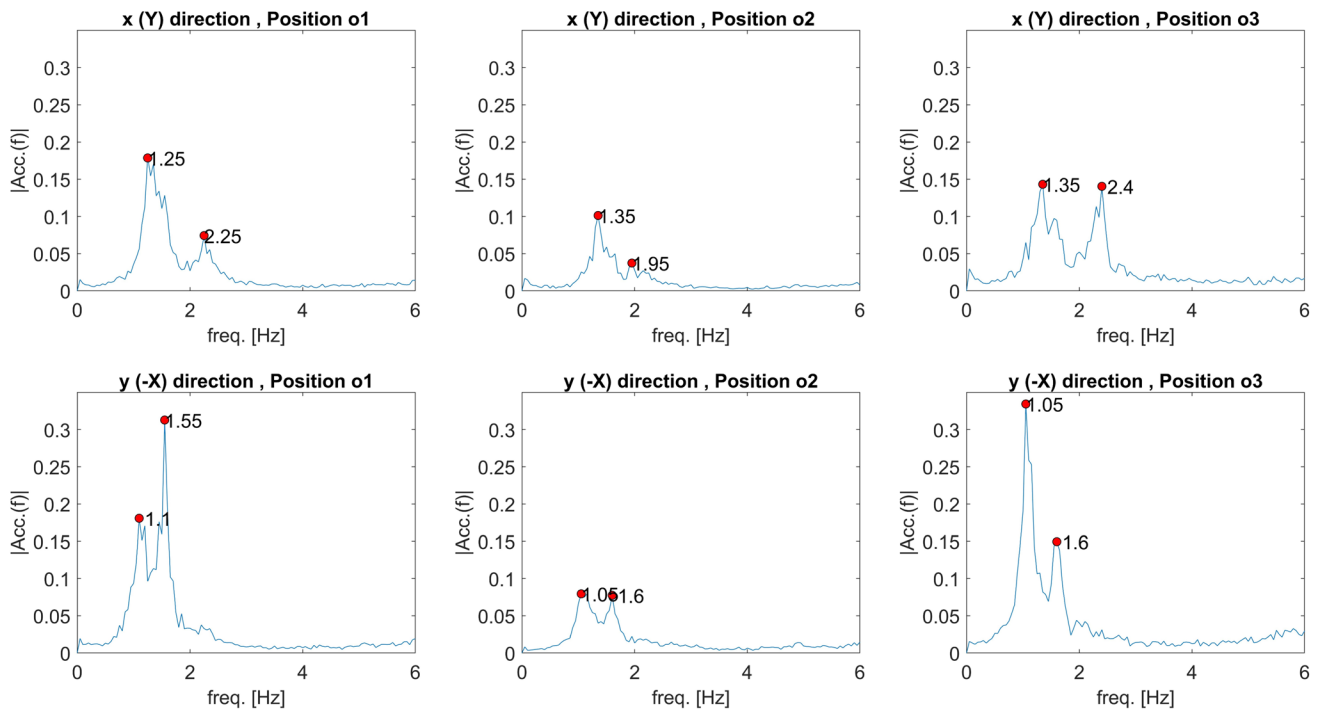 x (Y) direction , Position o1
|Acc.(f)|
0.3
0.25
0.2
0.15
0.1
0.05
0
1.25
2.25
0 2 4 6
freq. [Hz]
x (Y) direction , Position o2
|Acc.(f)|
0.3
0.25
0.2
0.15
0.1
0.05
0
1.35
1.95
0 2 4 6
freq. [Hz]
x (Y) direction , Position o3
|Acc.(f)|
0.3
0.25
0.2
0.15
0.1
0.05
0
1.35 2.4
0 2 4 6
freq. [Hz]
y (-X) direction , Position o1
|Acc.(f)|
0.3
0.25
0.2
0.15
0.1
0.05
0
1.55
1.1
0 2 4 6
freq. [Hz]
y (-X) direction , Position o2
|Acc.(f)|
0.3
0.25
0.2
0.15
0.1
0.05
0
1.05 1.6
0 2 4 6
freq. [Hz]
y (-X) direction , Position o3
|Acc.(f)|
0.3
0.25
0.2
0.15
0.1
0.05
0
1.05
1.6
0 2 4 6
freq. [Hz]